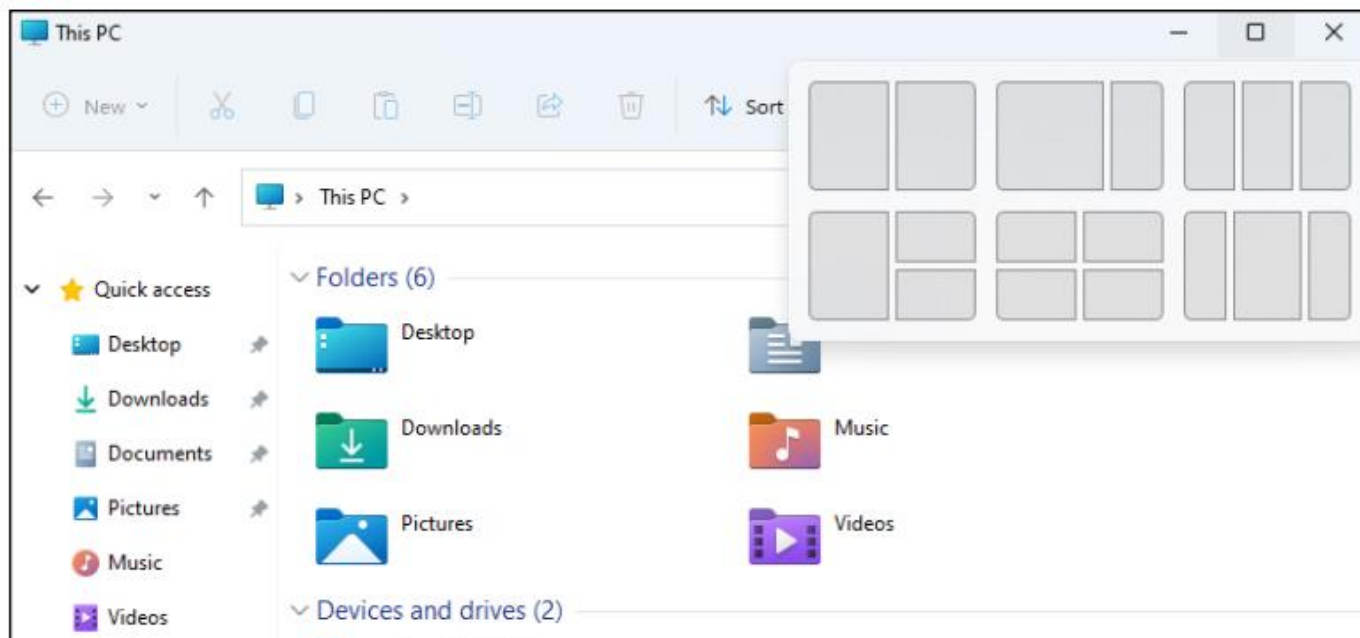 This PC
New
Sort
This PC
Quick access
Desktop
Downloads
Documents
Pictures
Music
Videos
Folders (6)
Desktop
Downloads
Music
Pictures
Videos
Devices and drives (2)